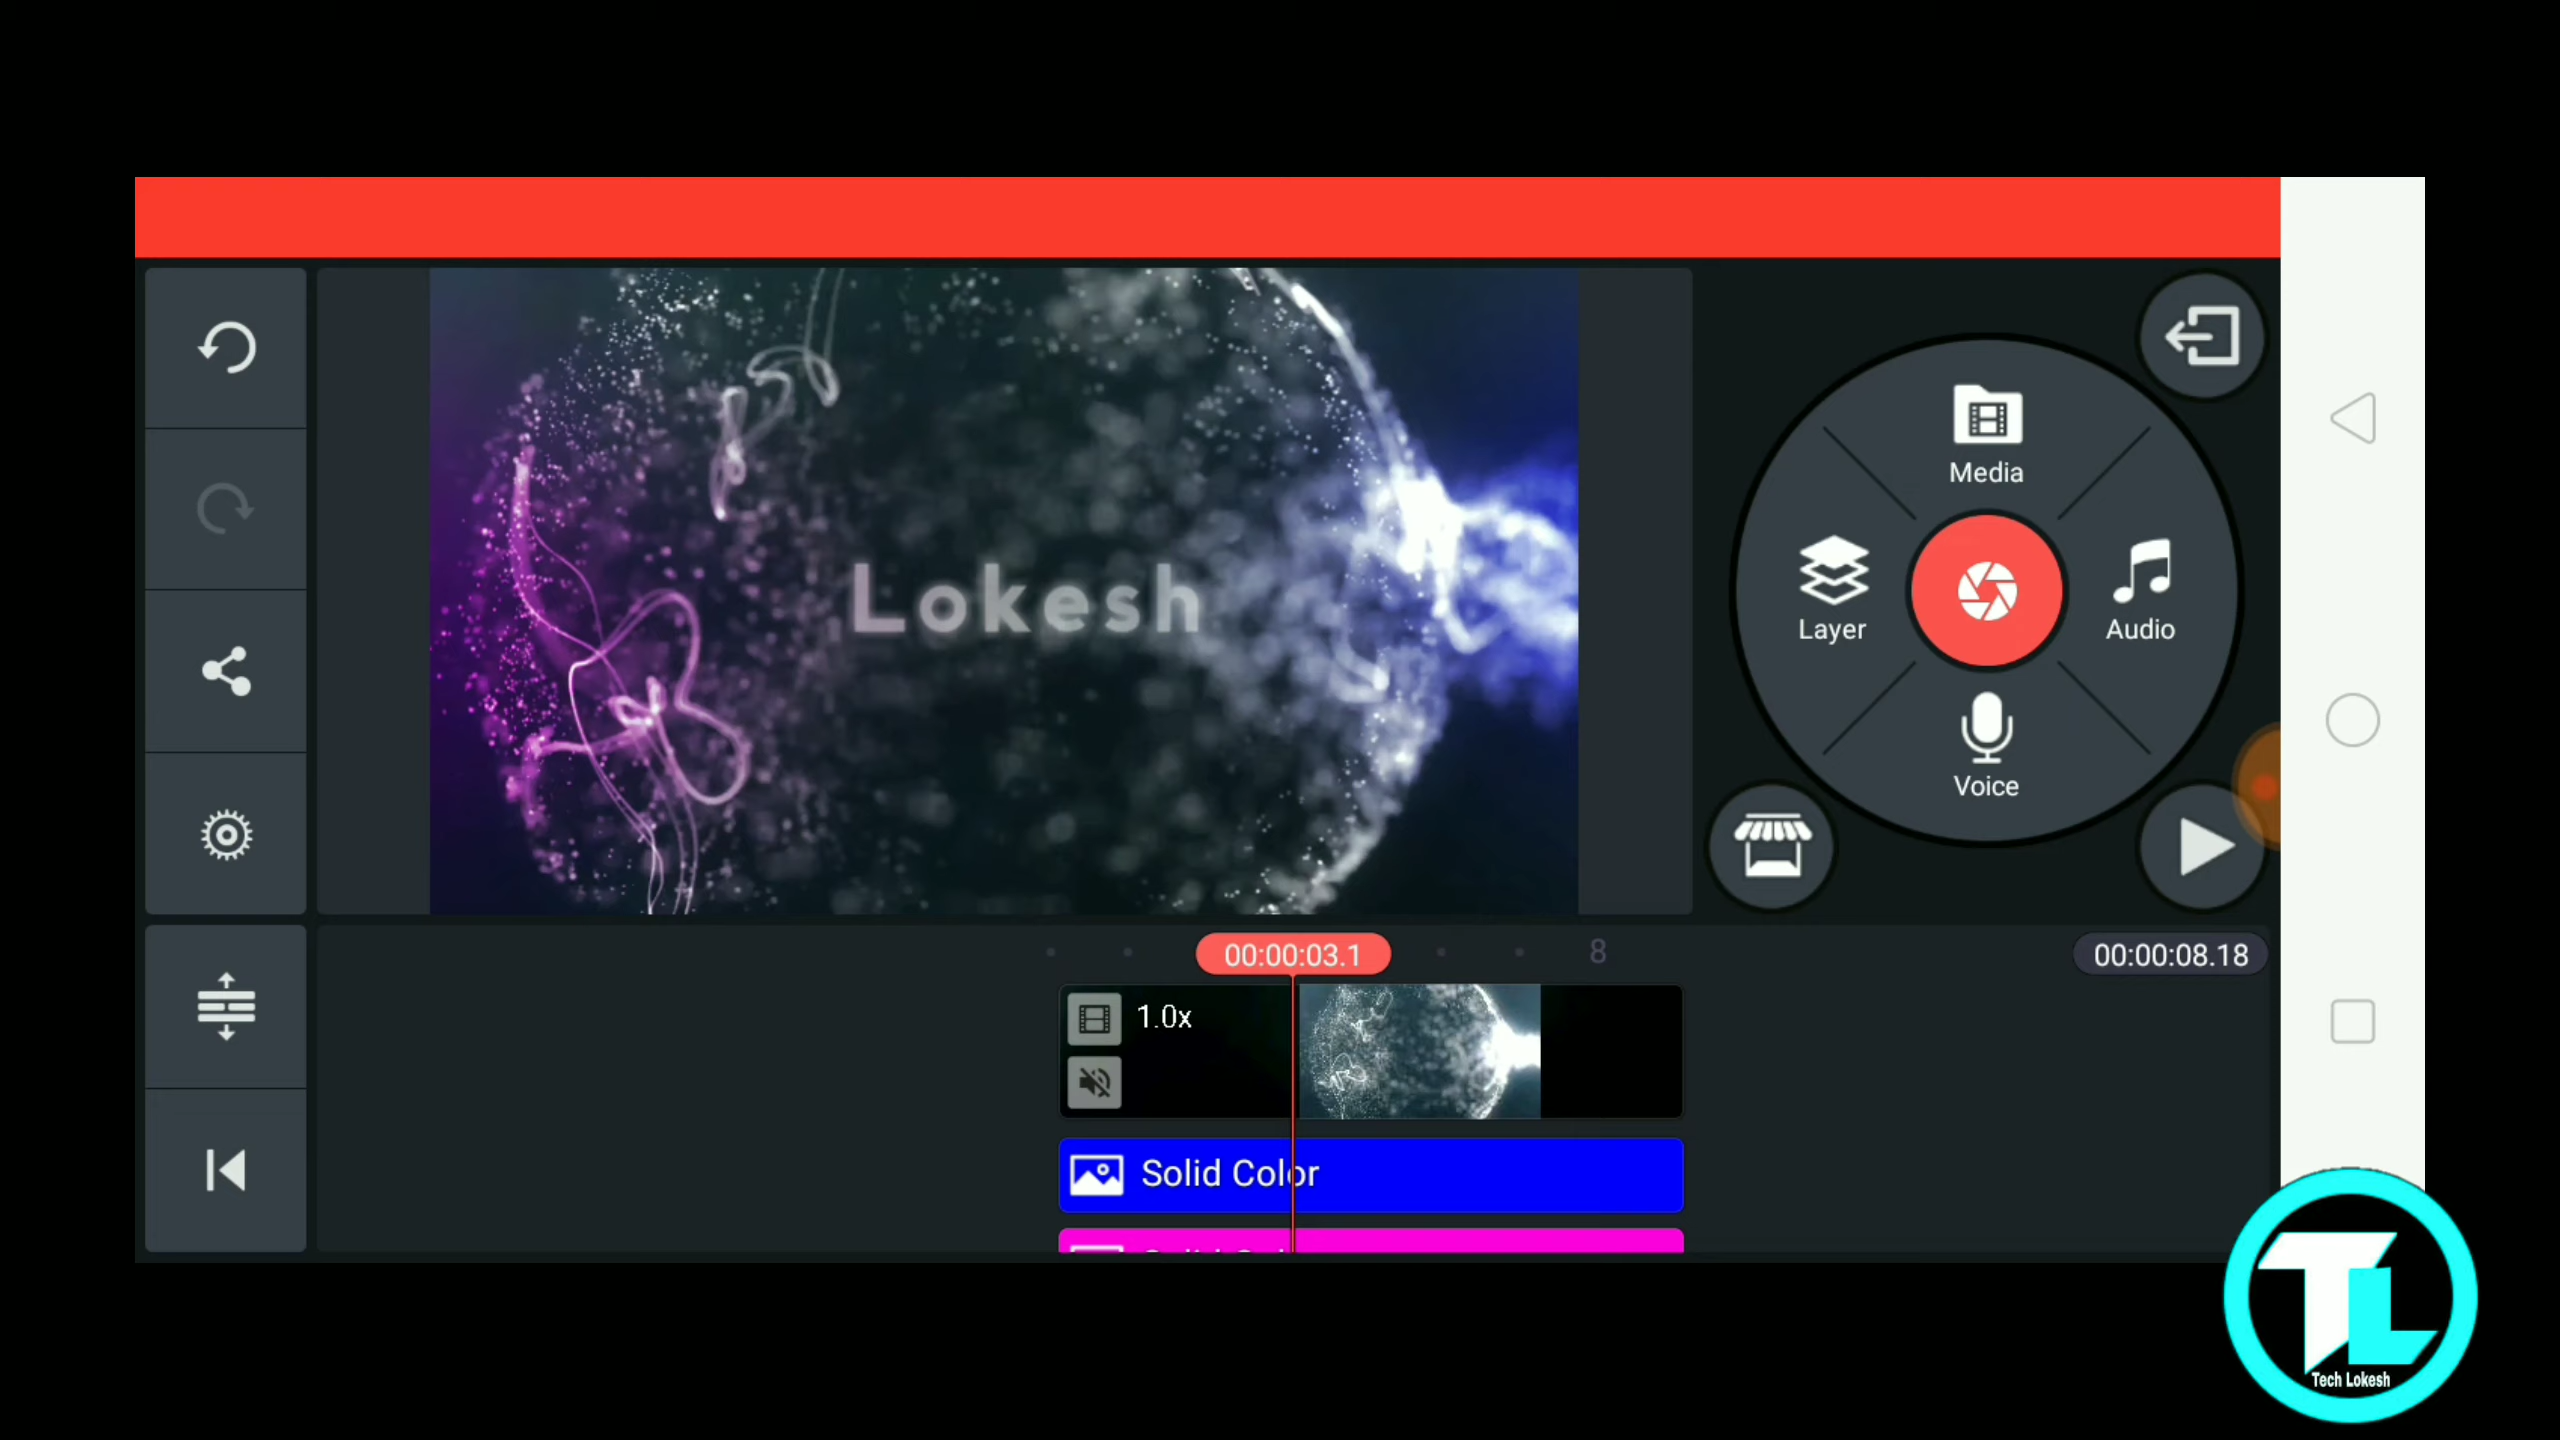 Media
Lokesh
Layer
Audio
Voice
00:00:03.1
8
00:00:08.18
1.0x
Solid Color
Tech Lokesh
TL